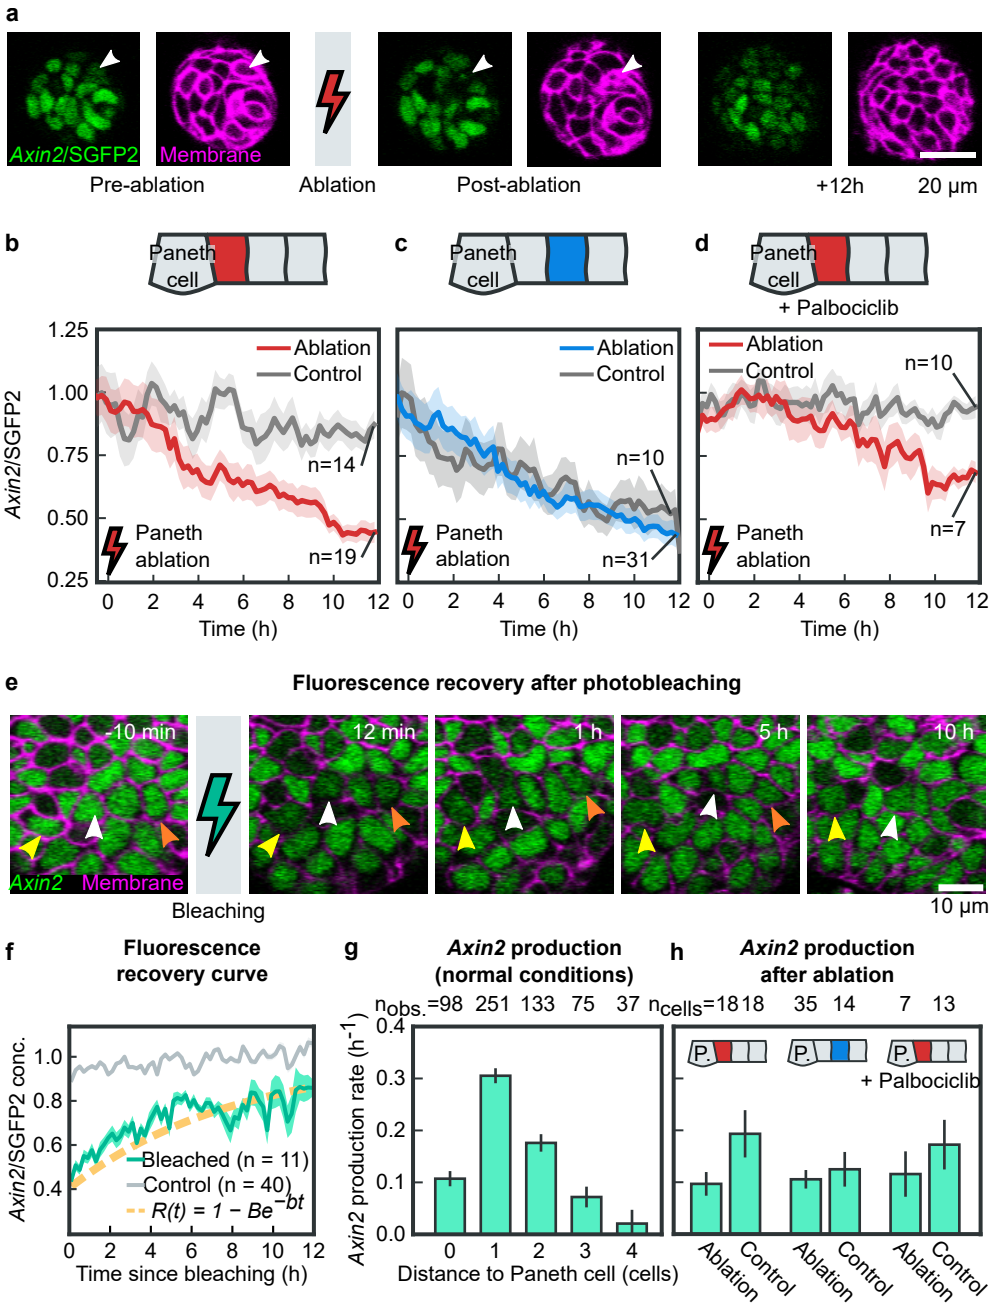 a
Axin2/SGFP2
Membrane
Pre-ablation
Ablation
Post-ablation
+12h
20 µm
b
Paneth
cell
c
Paneth
cell
d
Paneth
cell
+ Palbociclib
Axin2/SGFP2
1.25
1.00
0.75
0.50
0.25
Ablation
Control
n=14
n=19
Paneth
ablation
0 2 4 6 8 10 12
Time (h)
Ablation
Control
n=10
n=31
Paneth
ablation
0 2 4 6 8 10 12
Time (h)
Ablation
Control
n=10
n=7
Paneth
ablation
0 2 4 6 8 10 12
Time (h)
e
Fluorescence recovery after photobleaching
-10 min
12 min
1 h
5 h
10 h
Axin2
Membrane
Bleaching
10 µm
f
Fluorescence
recovery curve
Axin2/SGFP2 conc.
1.0
0.8
0.6
0.4
Bleached (n = 11)
Control (n = 40)
R(t) = 1 − Be^−bt
0 2 4 6 8 10 12
Time since bleaching (h)
g
Axin2 production
(normal conditions)
nobs.=98 251 133 75 37
Axin2 production rate (h-1)
0.4
0.3
0.2
0.1
0.0
0 1 2 3 4
Distance to Paneth cell (cells)
h
Axin2 production
after ablation
ncells=18 18 35 14 7 13
P.
P.
P.
+ Palbociclib
Ablation
Control
Ablation
Control
Ablation
Control